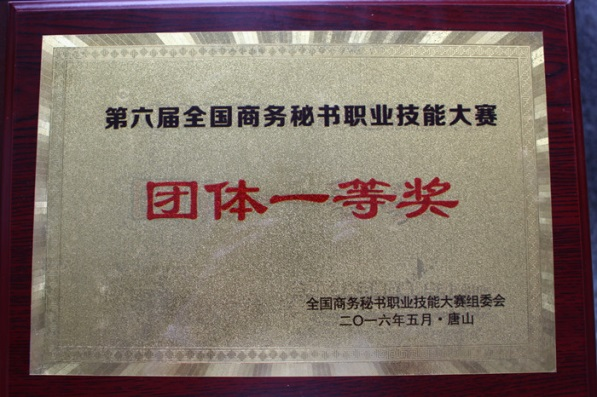 第六届全国商务秘书职业技能大赛
团体一等奖
全国商务秘书职业技能大赛组委会
二〇一六年五月·唐山